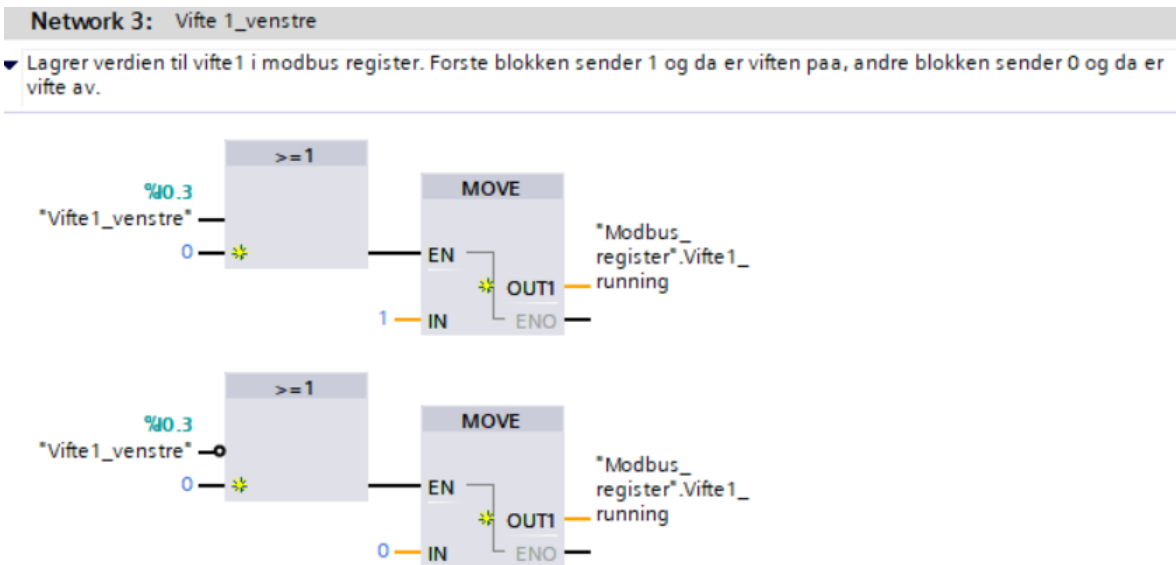 Network 3: Vifte 1_venstre
Lagrer verdien til vifte1 i modbus register. Forste blokken sender 1 og da er viften paa, andre blokken sender 0 og da er
vifte av.
>=1
%I0.3
"Vifte1_venstre"
0
MOVE
EN
OUT1
1
IN
ENO
"Modbus_
register".Vifte1_
running
>=1
%I0.3
"Vifte1_venstre"
0
MOVE
EN
OUT1
0
IN
ENO
"Modbus_
register".Vifte1_
running